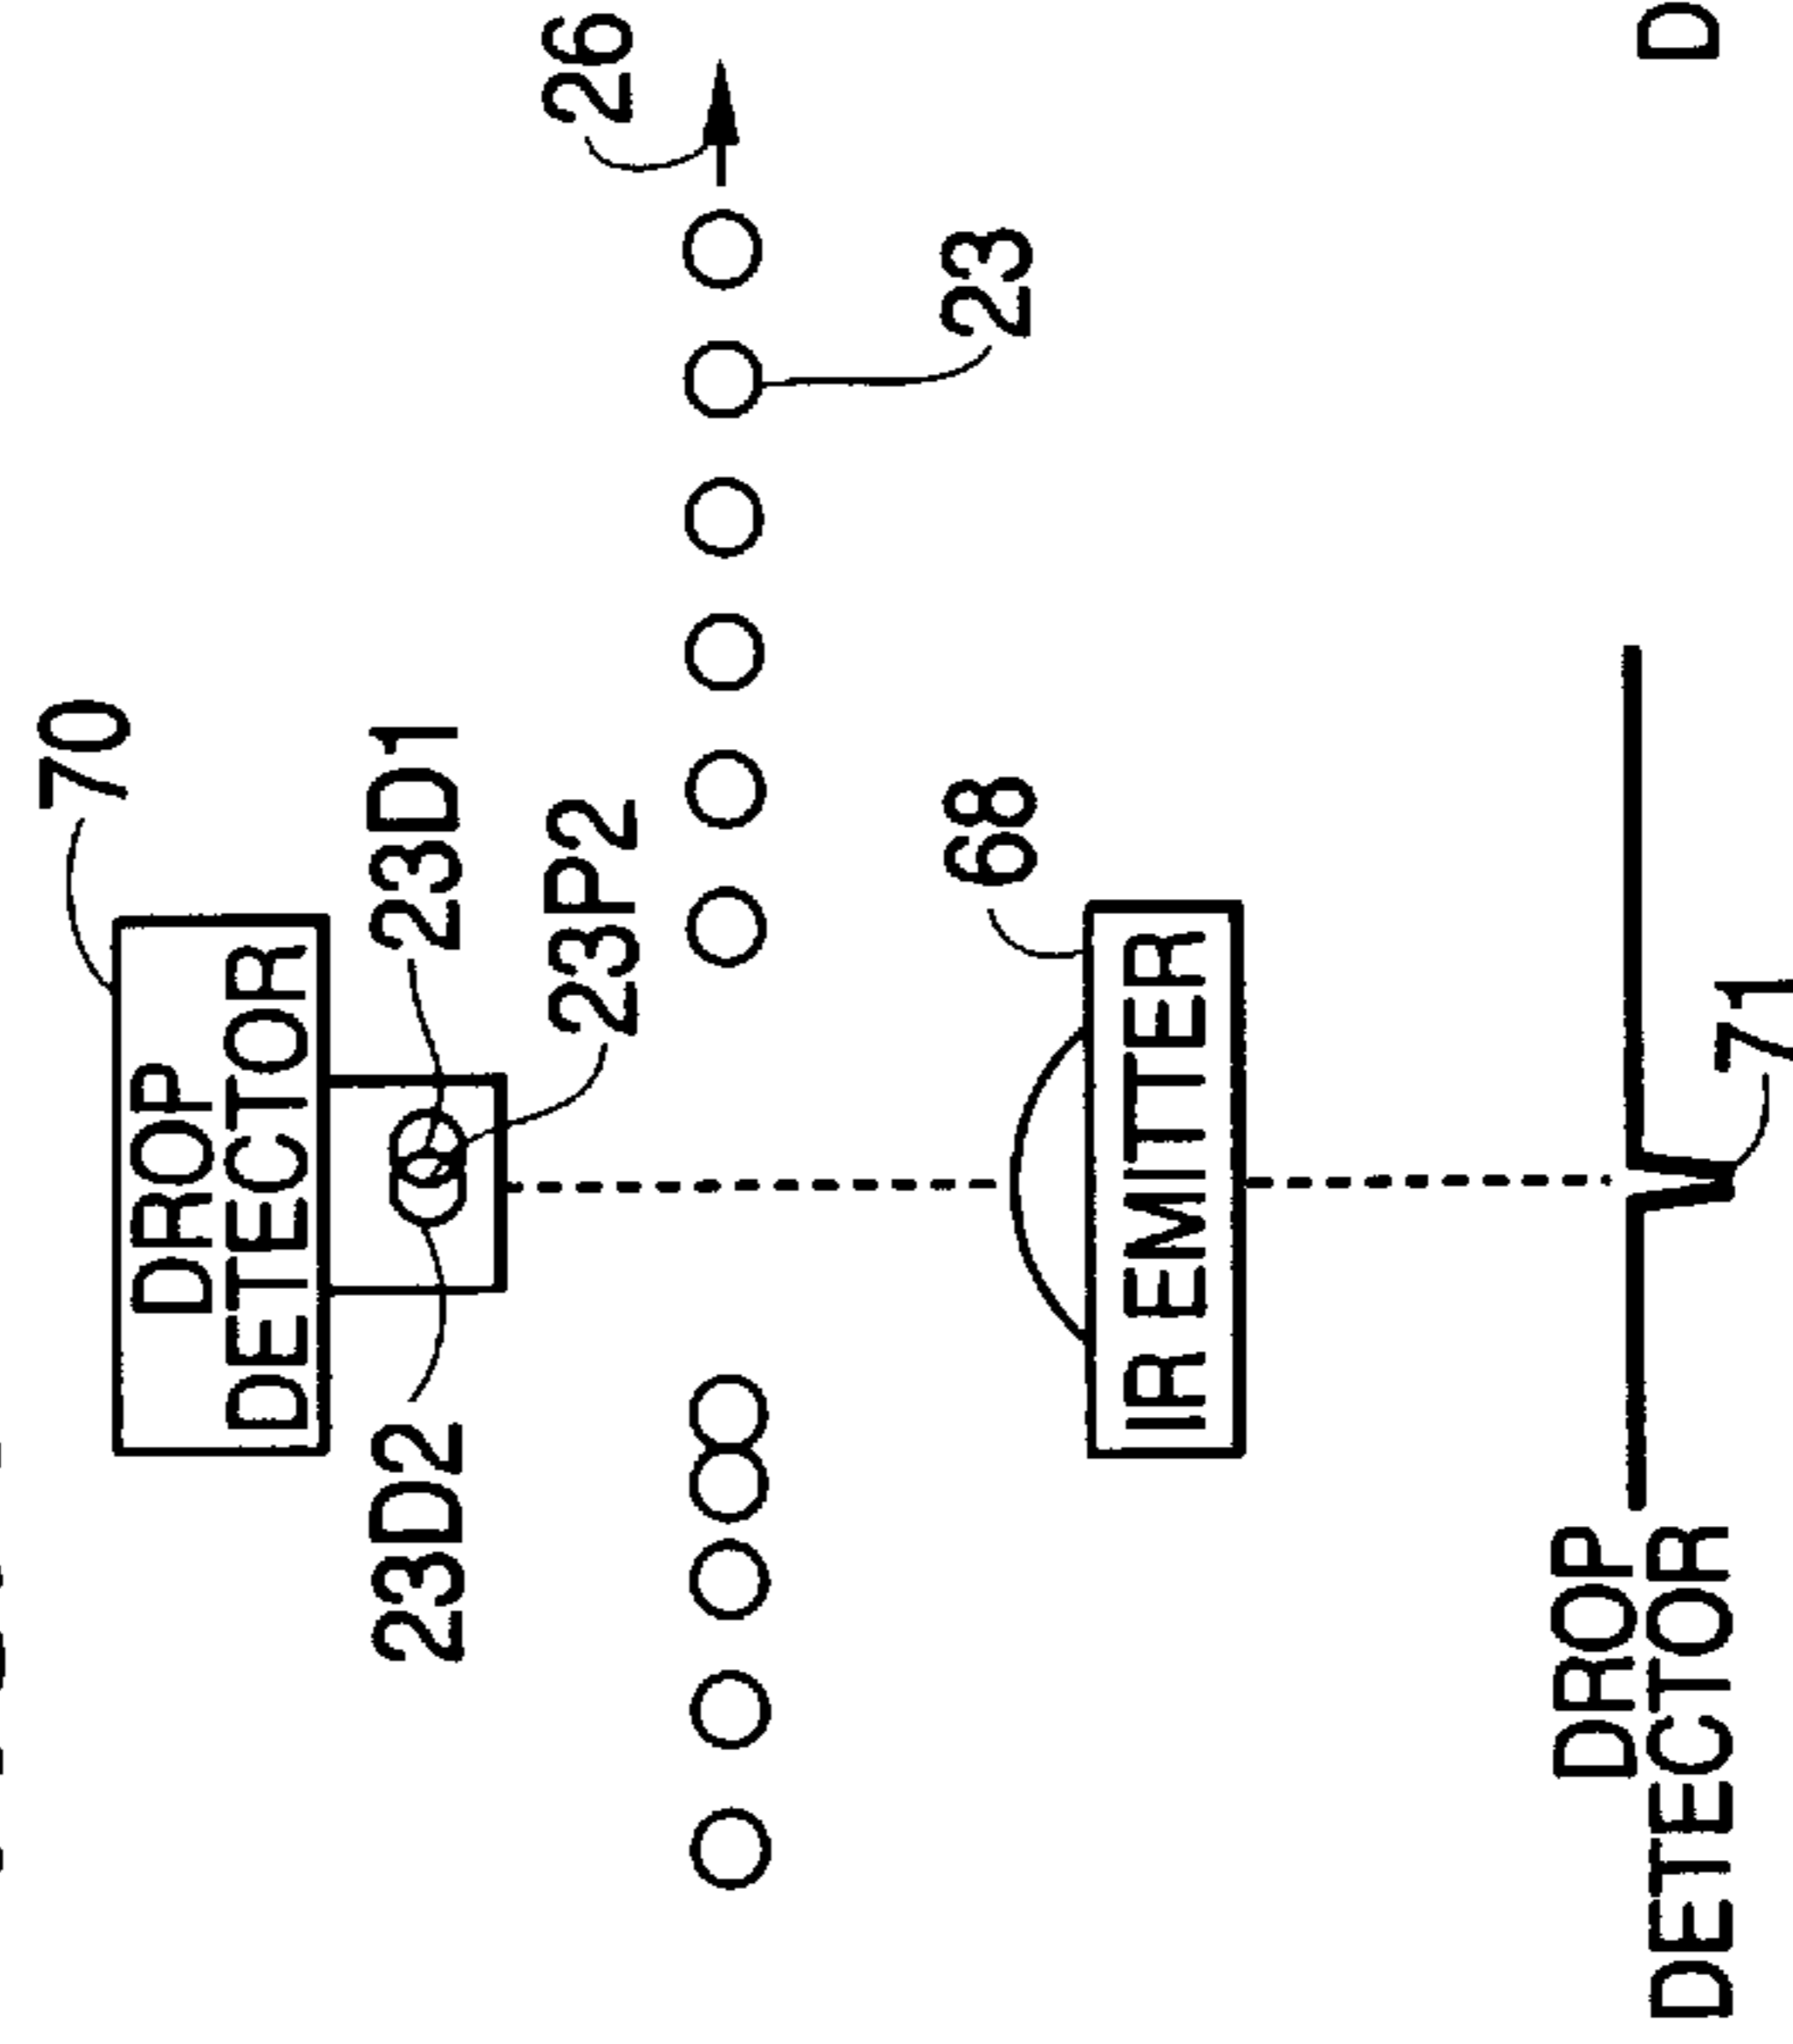 70
DROP
DETECTOR
23D2
23D1
23P2
26
23
68
IR EMITTER
DROP
DETECTOR
71
D